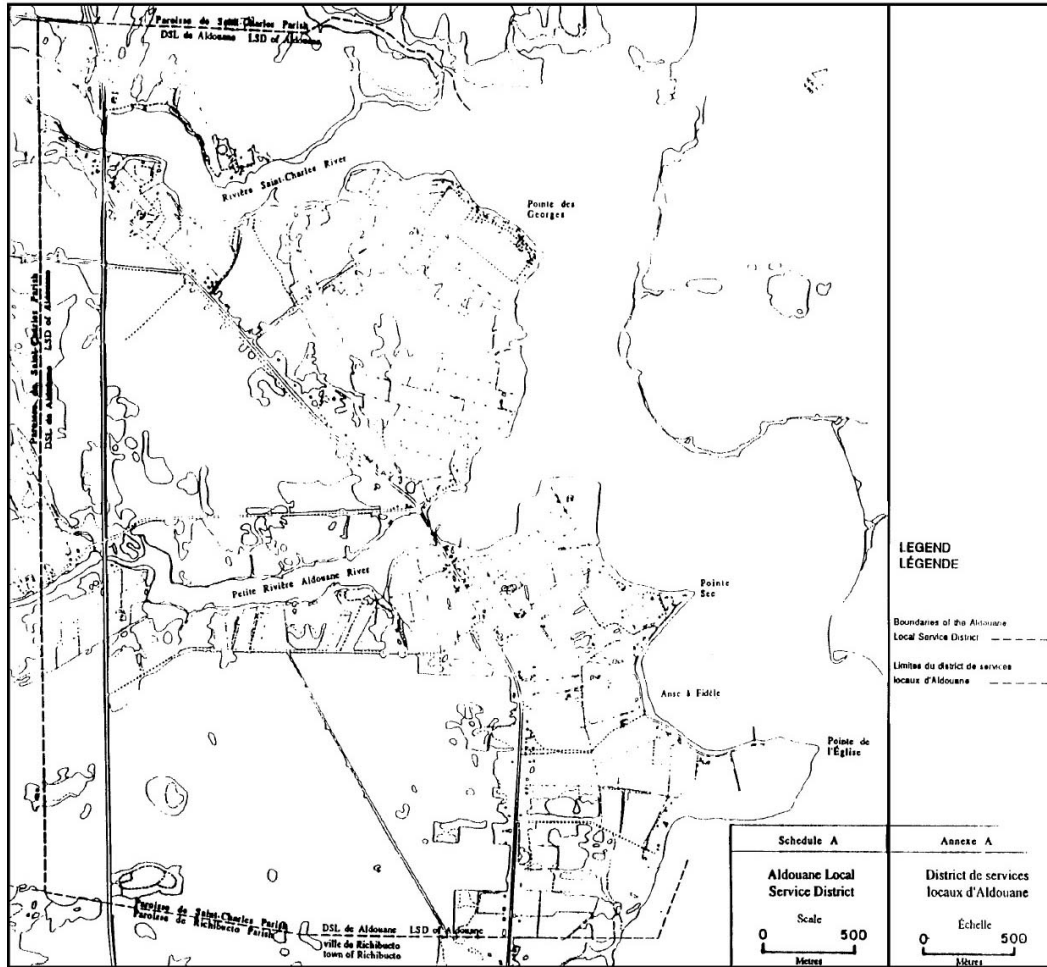 Paroisse de Saint-Charles Parish
DSL de Aldouane LSD of Aldouane
Rivière Saint-Charles River
Pointe des
Georges
Paroisse de Saint-Charles Parish
DSL de Aldouane LSD of Aldouane
Petite Rivière Aldouane River
Pointe
Sec
Anse à Fidèle
Pointe de
l'Église
LEGEND
LÉGENDE
Boundaries of the Aldouane
Local Service District
Limites du district de services
locaux d'Aldouane
Paroisse de Saint-Charles Parish
Paroisse de Richibucto Parish
DSL de Aldouane LSD of Aldouane
ville de Richibucto
town of Richibucto
Schedule A
Aldouane Local
Service District
Scale
0 500
Metres
Annexe A
District de services
locaux d'Aldouane
Échelle
0 500
Mètres